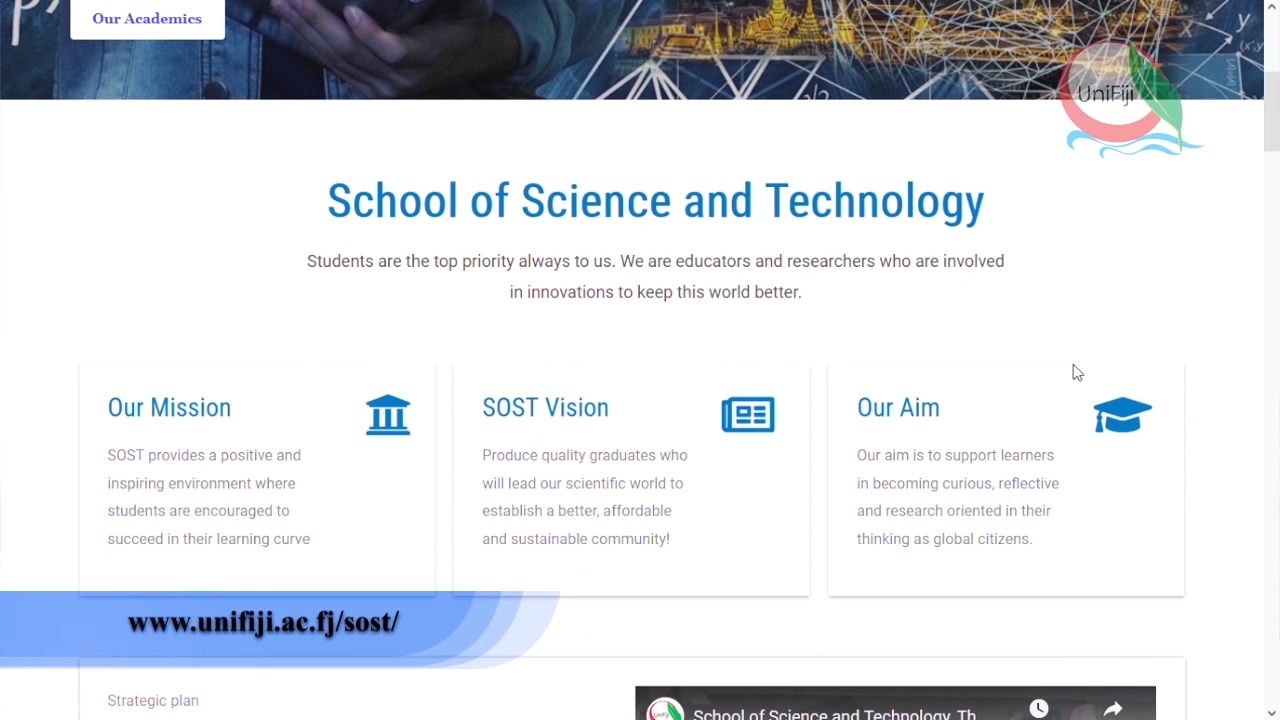 Our Academics
UniFiji
School of Science and Technology
Students are the top priority always to us. We are educators and researchers who are involved
in innovations to keep this world better.
Our Mission
SOST provides a positive and
inspiring environment where
students are encouraged to
succeed in their learning curve
SOST Vision
Produce quality graduates who
will lead our scientific world to
establish a better, affordable
and sustainable community!
Our Aim
Our aim is to support learners
in becoming curious, reflective
and research oriented in their
thinking as global citizens.
www.unifiji.ac.fj/sost/
Strategic plan
UniFiji
School of Science and Technology, Th